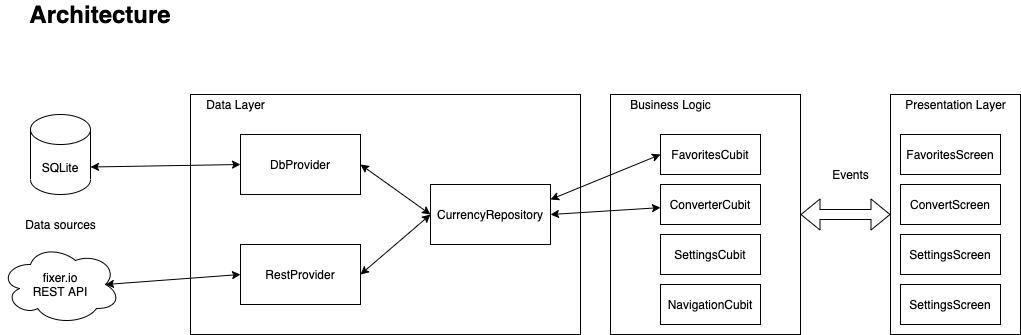 Architecture
Data Layer
Business Logic
Presentation Layer
SQLite
DbProvider
FavoritesCubit
FavoritesScreen
Events
Data sources
CurrencyRepository
ConverterCubit
ConvertScreen
fixer.io
REST API
RestProvider
SettingsCubit
SettingsScreen
NavigationCubit
SettingsScreen